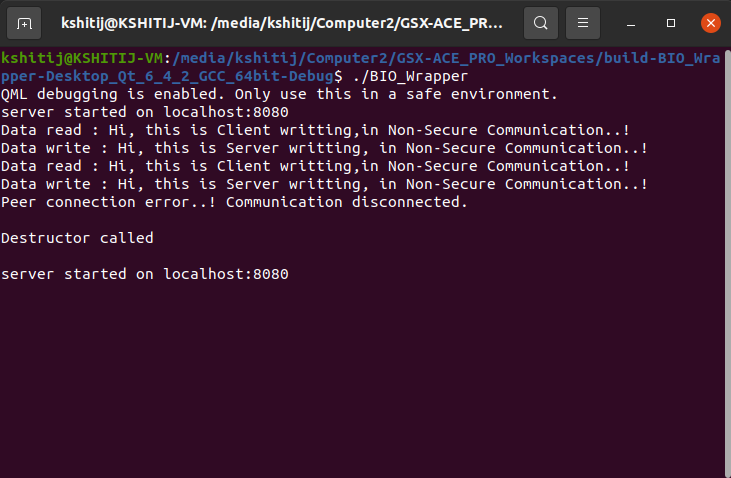 kshitij@KSHITIJ-VM: /media/kshitij/Computer2/GSX-ACE_PRO...
kshitij@KSHITIJ-VM:/media/kshitij/Computer2/GSX-ACE_PRO_Workspaces/build-BIO_Wra
pper-Desktop_Qt_6_4_2_GCC_64bit-Debug$ ./BIO_Wrapper
QML debugging is enabled. Only use this in a safe environment.
server started on localhost:8080
Data read : Hi, this is Client writting,in Non-Secure Communication..!
Data write : Hi, this is Server writting, in Non-Secure Communication..!
Data read : Hi, this is Client writting,in Non-Secure Communication..!
Data write : Hi, this is Server writting, in Non-Secure Communication..!
Peer connection error..! Communication disconnected.
Destructor called
server started on localhost:8080